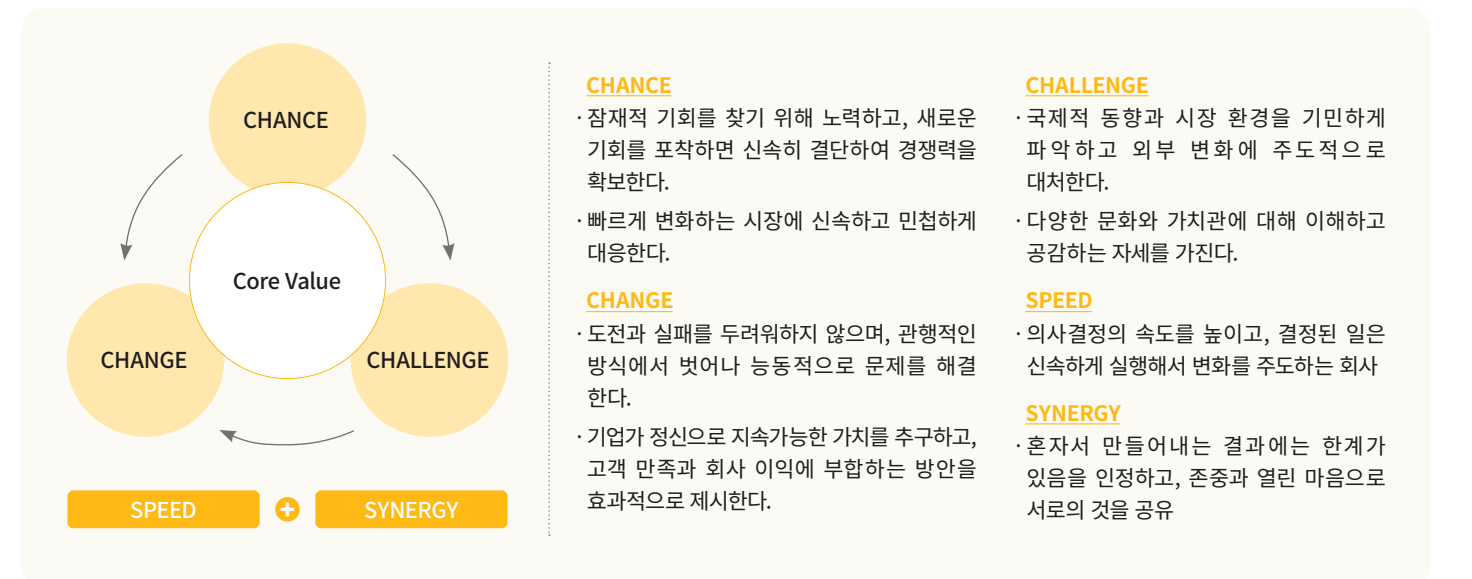 CHANCE
Core Value
CHANGE
CHALLENGE
SPEED
SYNERGY
CHANCE
· 잠재적 기회를 찾기 위해 노력하고, 새로운
기회를 포착하면 신속히 결단하여 경쟁력을
확보한다.
· 빠르게 변화하는 시장에 신속하고 민첩하게
대응한다.
CHANGE
· 도전과 실패를 두려워하지 않으며, 관행적인
방식에서 벗어나 능동적으로 문제를 해결
한다.
· 기업가 정신으로 지속가능한 가치를 추구하고,
고객 만족과 회사 이익에 부합하는 방안을
효과적으로 제시한다.
CHALLENGE
· 국제적 동향과 시장 환경을 기민하게
파악하고 외부 변화에 주도적으로
대처한다.
· 다양한 문화와 가치관에 대해 이해하고
공감하는 자세를 가진다.
SPEED
· 의사결정의 속도를 높이고, 결정된 일은
신속하게 실행해서 변화를 주도하는 회사
SYNERGY
· 혼자서 만들어내는 결과에는 한계가
있음을 인정하고, 존중과 열린 마음으로
서로의 것을 공유